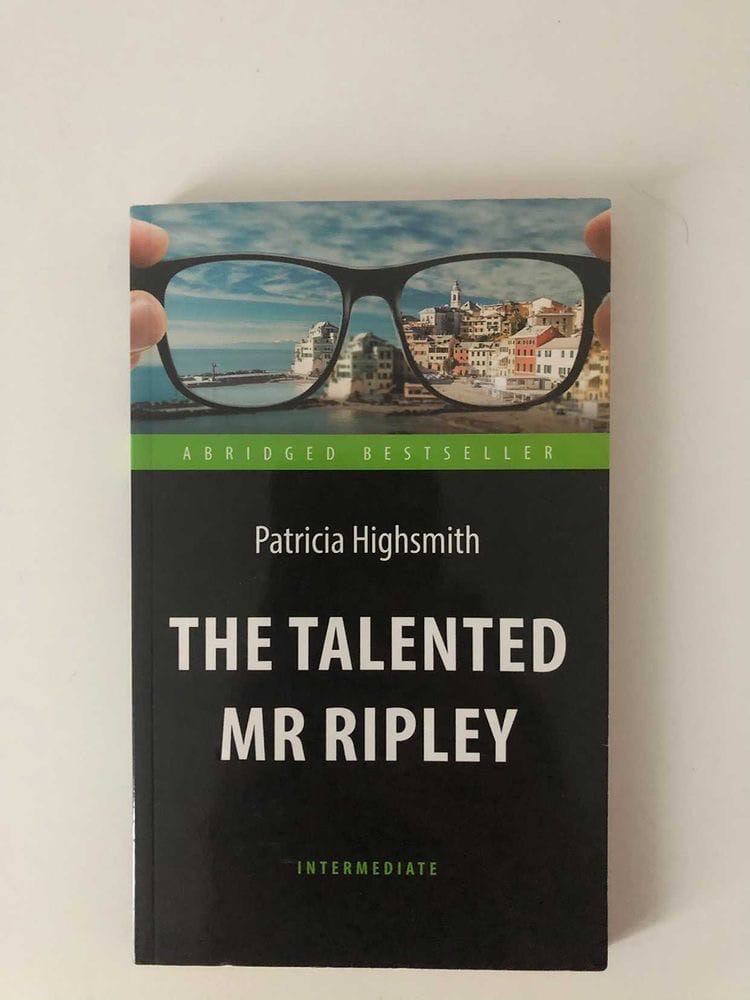 ABRIDGED BESTSELLER
Patricia Highsmith
THE TALENTED
MR RIPLEY
INTERMEDIATE